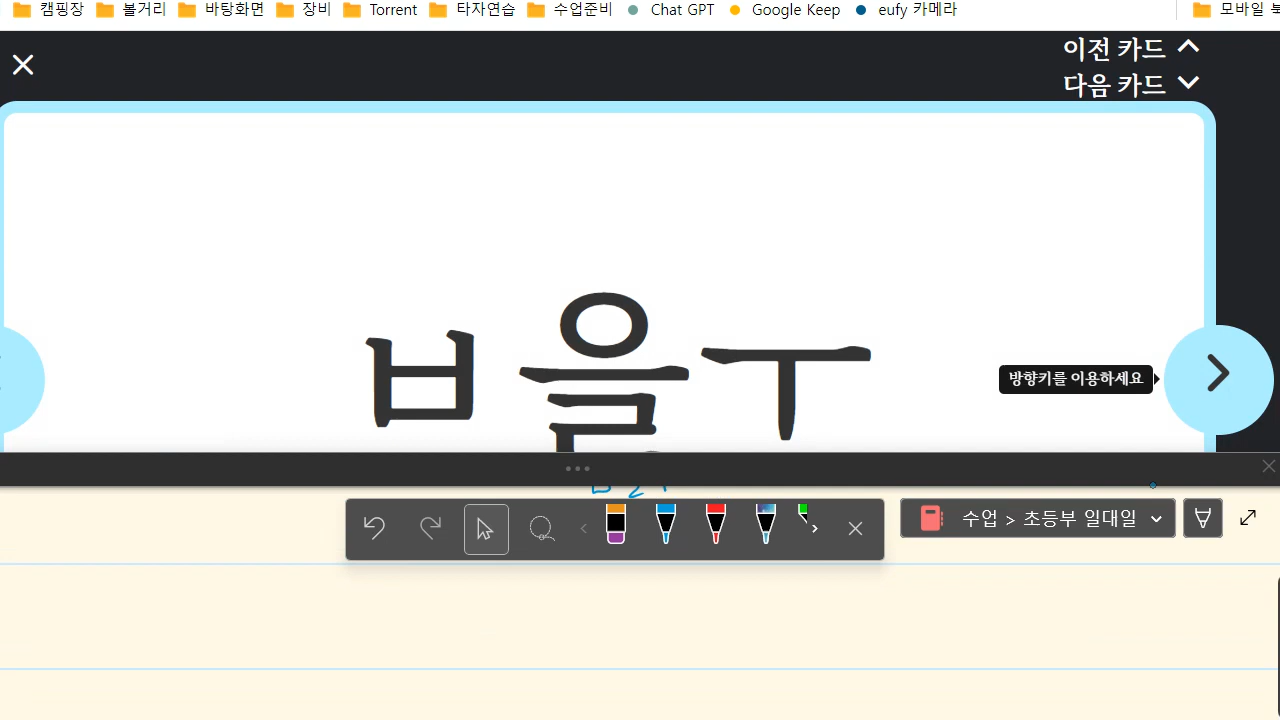 캠핑장 볼거리 바탕화면 장비 Torrent 타자연습 수업준비 Chat GPT Google Keep eufy 카메라 모바일
이전 카드
다음 카드
ㅂ을ㅜ
방향키를 이용하세요
수업 > 초등부 일대일